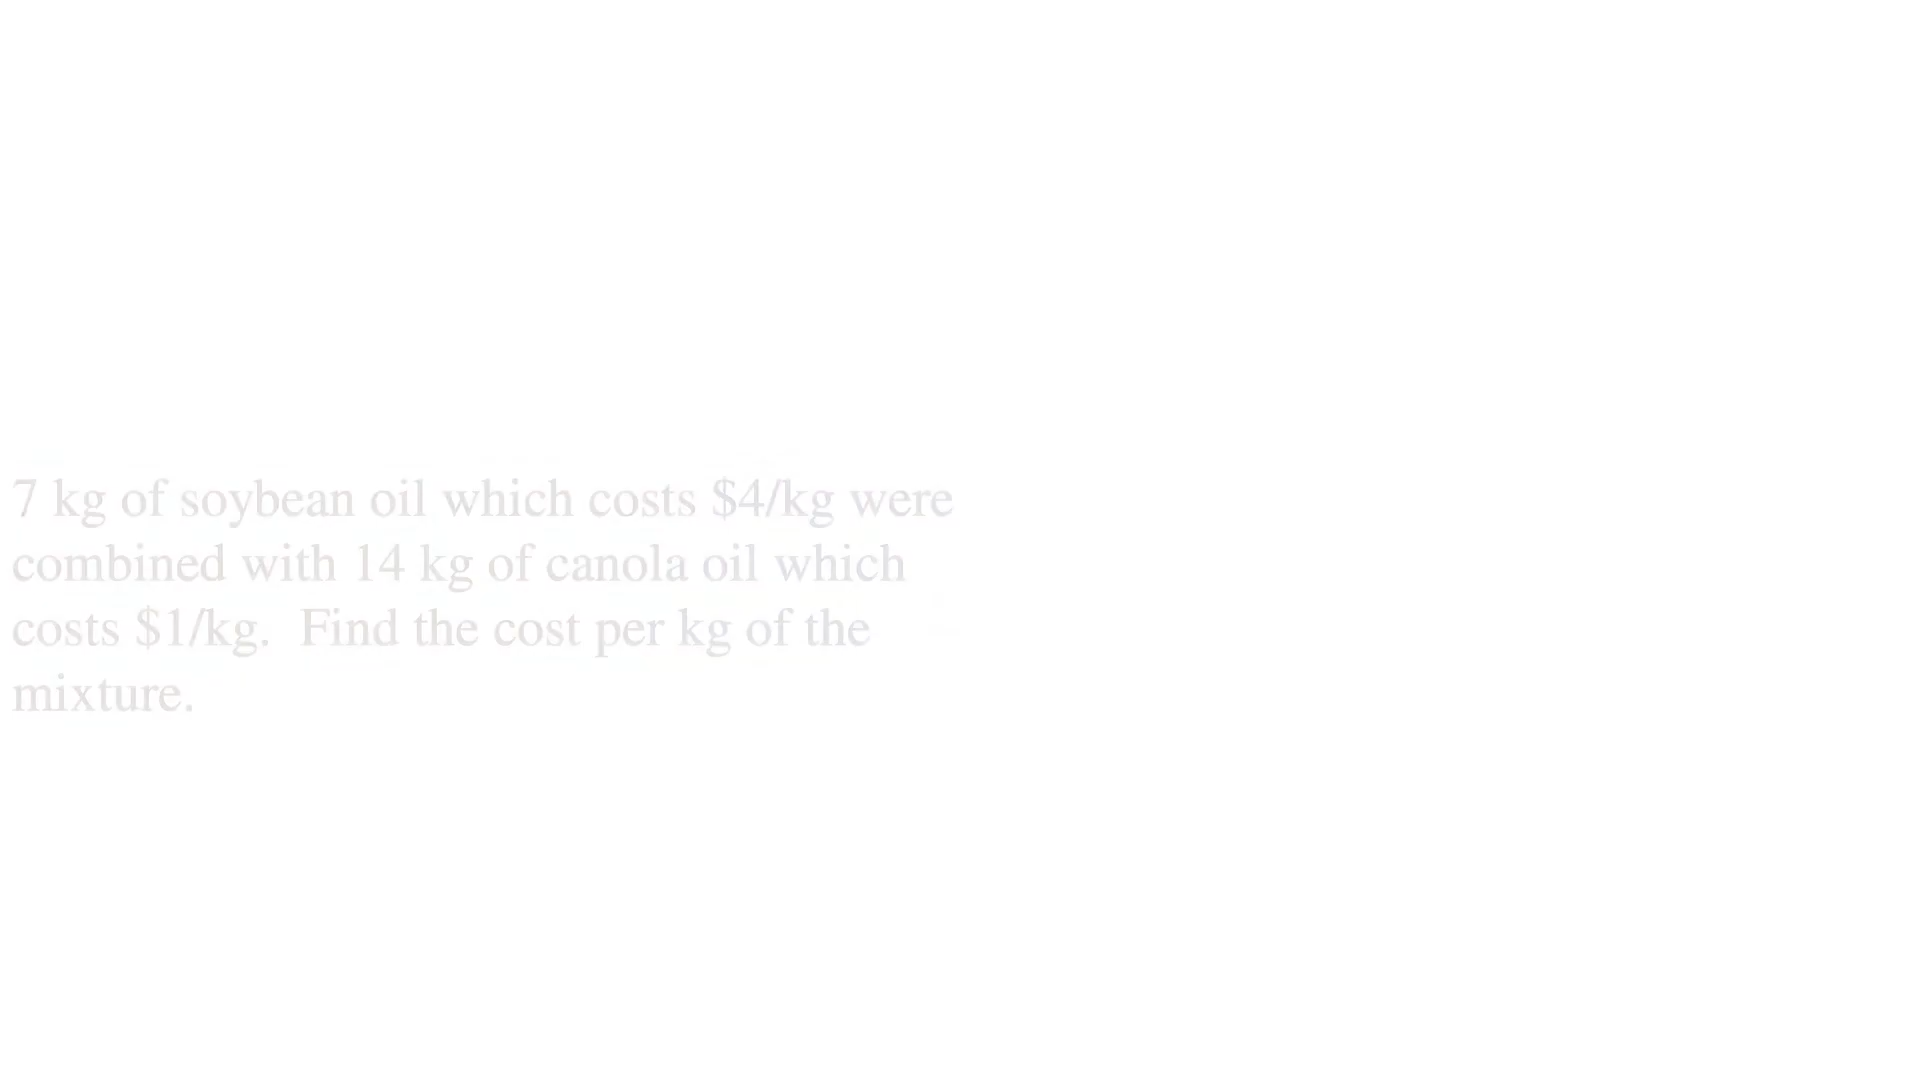 7 kg of soybean oil which costs $4/kg were
combined with 14 kg of canola oil which
costs $1/kg.  Find the cost per kg of the
mixture.